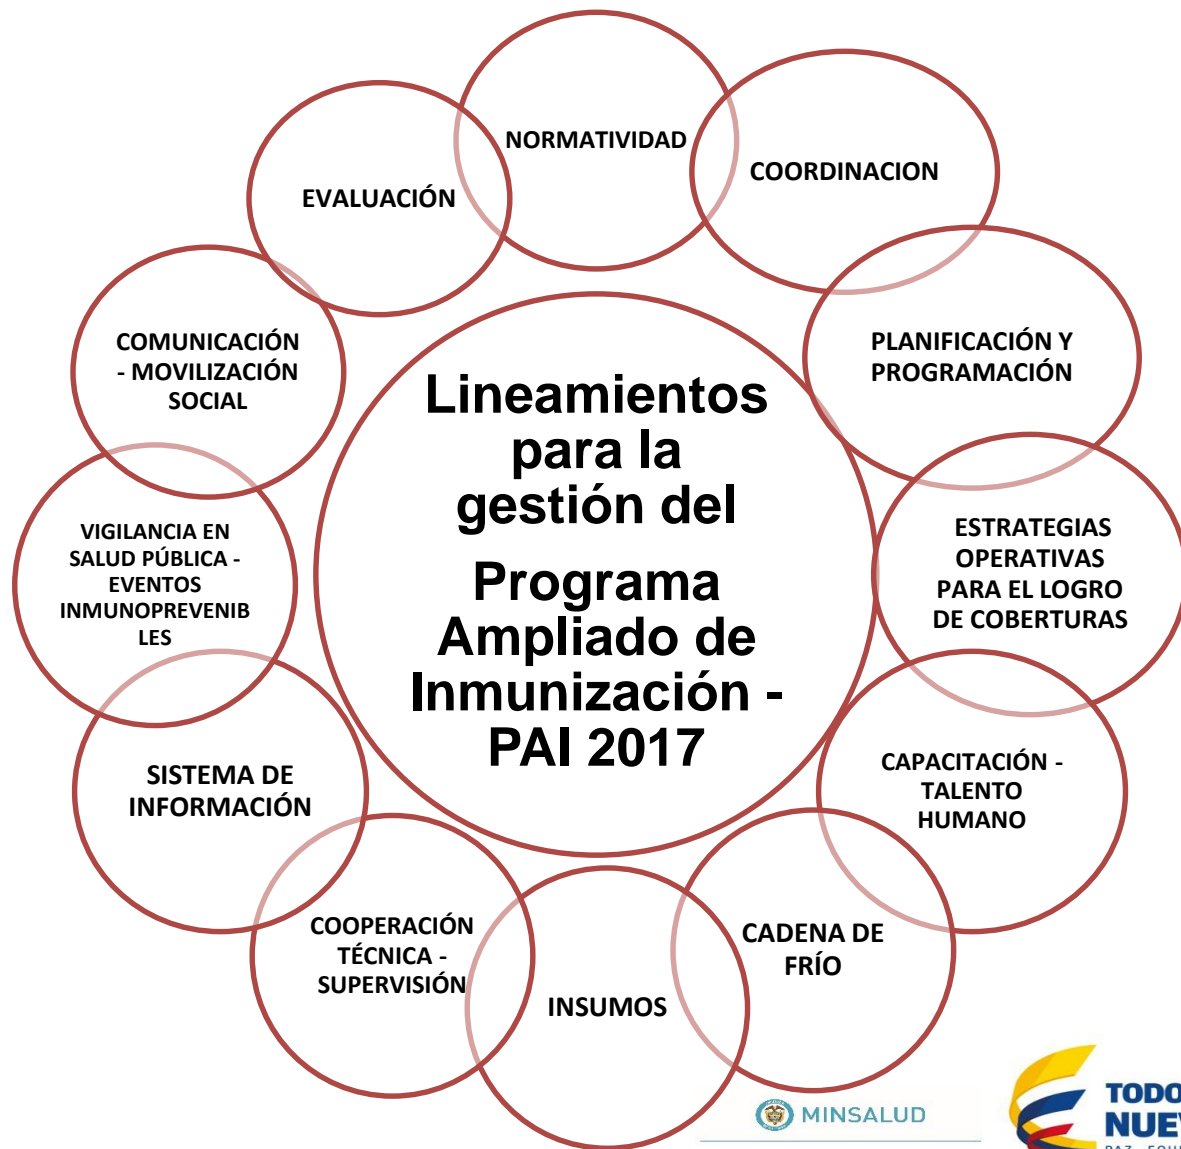 NORMATIVIDAD
COORDINACION
PLANIFICACIÓN Y
PROGRAMACIÓN
ESTRATEGIAS
OPERATIVAS
PARA EL LOGRO
DE COBERTURAS
CAPACITACIÓN -
TALENTO
HUMANO
CADENA DE
FRÍO
INSUMOS
COOPERACIÓN
TÉCNICA -
SUPERVISIÓN
SISTEMA DE
INFORMACIÓN
VIGILANCIA EN
SALUD PÚBLICA -
EVENTOS
INMUNOPREVENIB
LES
COMUNICACIÓN
- MOVILIZACIÓN
SOCIAL
EVALUACIÓN
Lineamientos
para la
gestión del
Programa
Ampliado de
Inmunización -
PAI 2017
MINSALUD
TODO
NUEV
PAZ